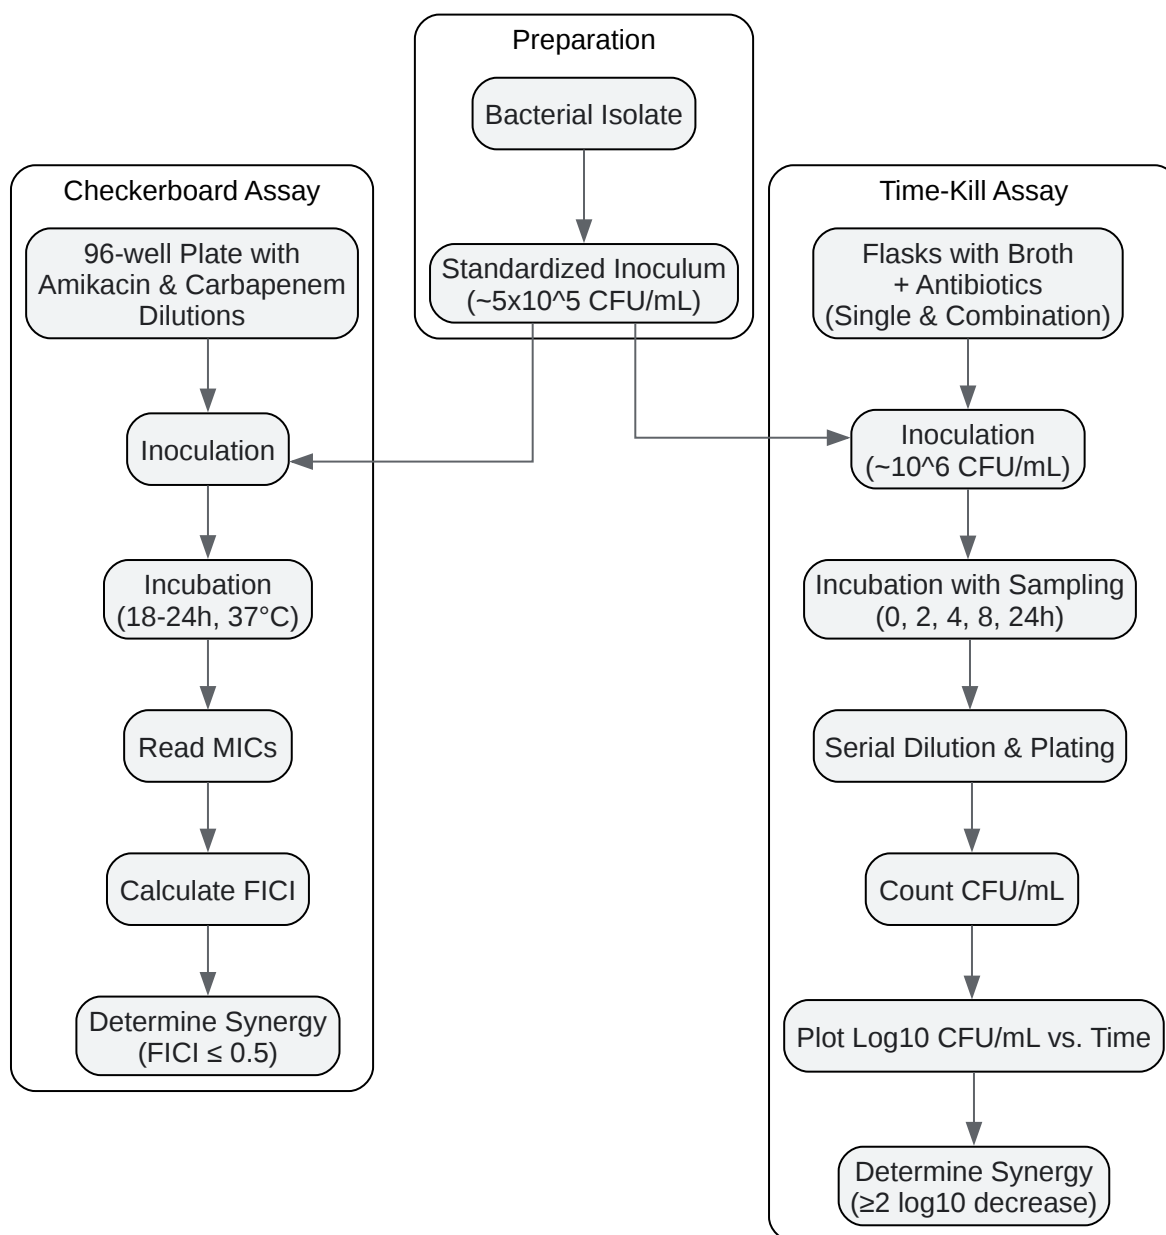 Preparation
Bacterial Isolate
Standardized Inoculum
(~5x10^5 CFU/mL)
Checkerboard Assay
96-well Plate with
Amikacin & Carbapenem
Dilutions
Inoculation
Incubation
(18-24h, 37°C)
Read MICs
Calculate FICI
Determine Synergy
(FICI ≤ 0.5)
Time-Kill Assay
Flasks with Broth
+ Antibiotics
(Single & Combination)
Inoculation
(~10^6 CFU/mL)
Incubation with Sampling
(0, 2, 4, 8, 24h)
Serial Dilution & Plating
Count CFU/mL
Plot Log10 CFU/mL vs. Time
Determine Synergy
(≥2 log10 decrease)